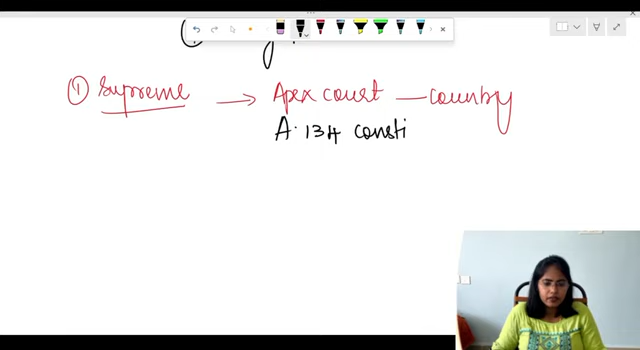 ① Supreme → Apex court — country
A. 134 consti